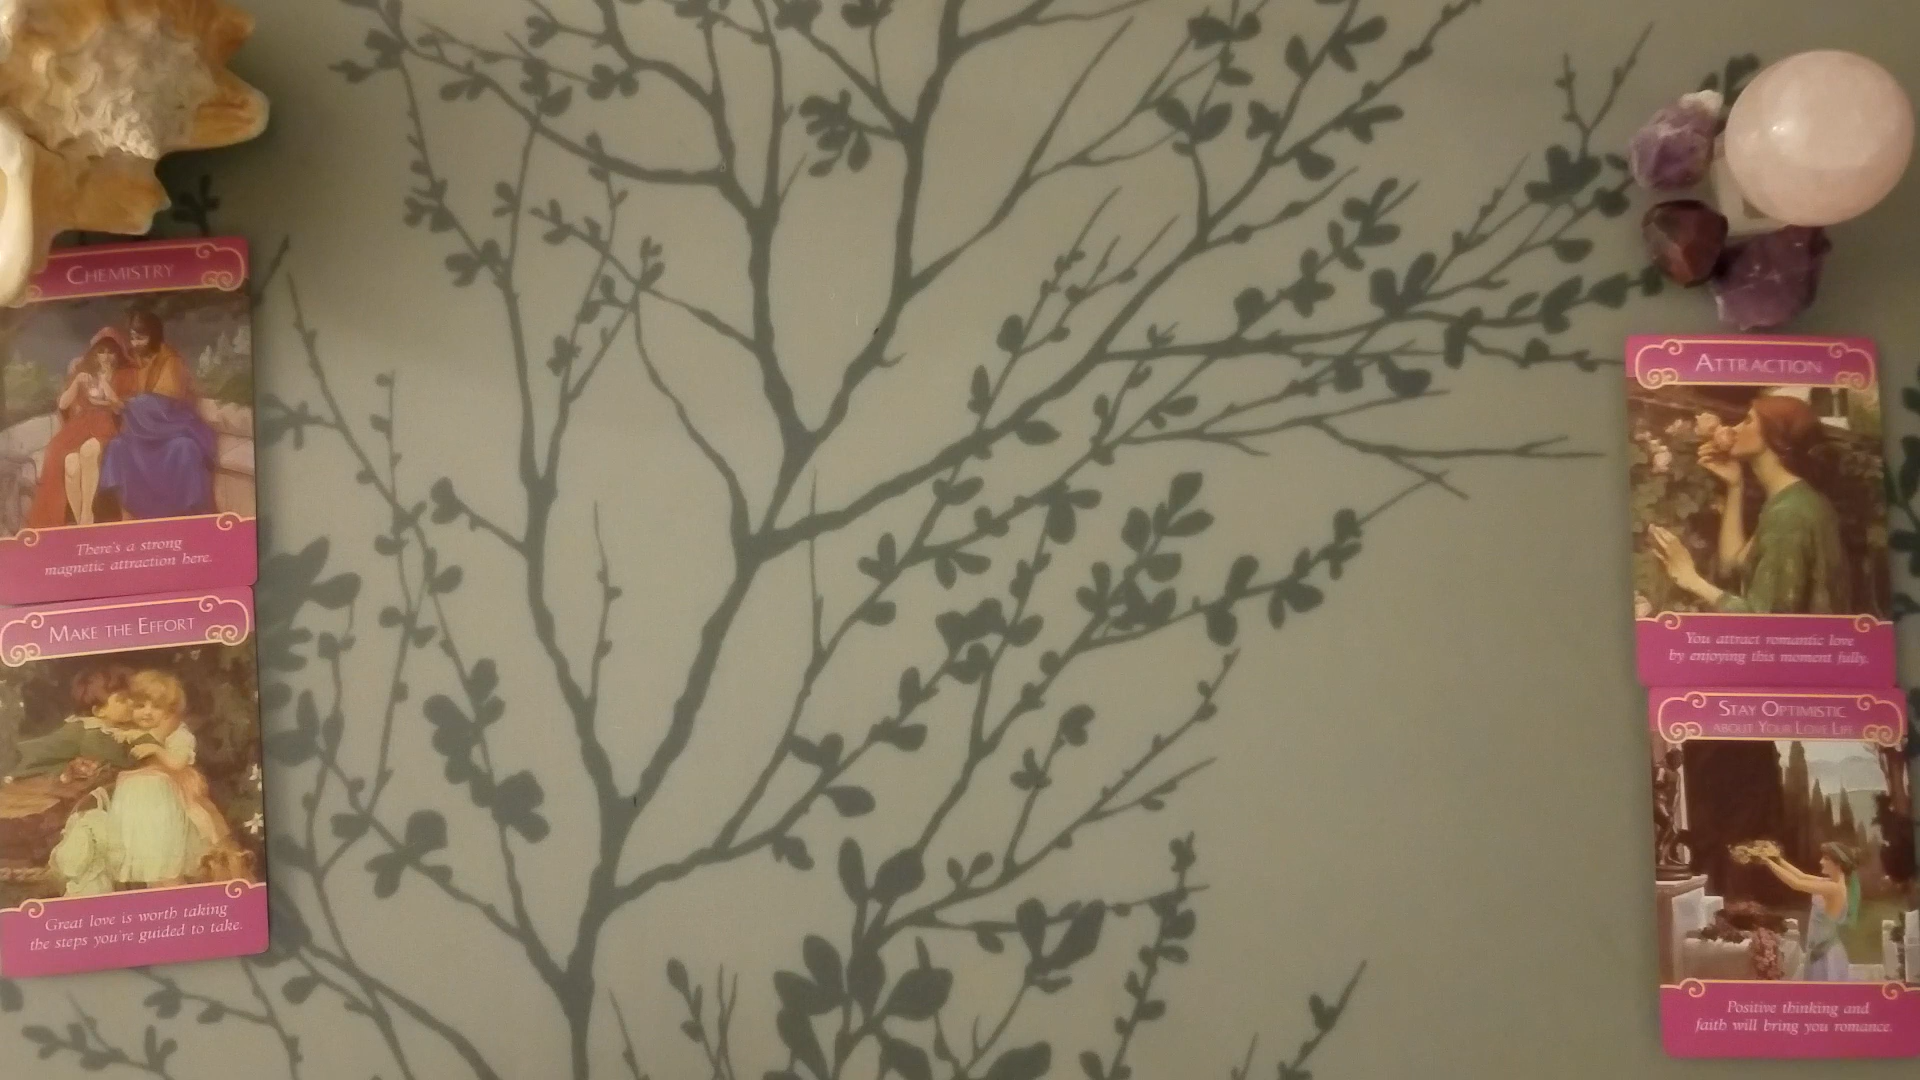 CHEMISTRY
There's a strong
magnetic attraction here.
MAKE THE EFFORT
Great love is worth taking
the steps you're guided to take.
ATTRACTION
You attract romantic love
by enjoying this moment fully.
STAY OPTIMISTIC
ABOUT YOUR LOVE LIFE
Positive thinking and
faith will bring you romance.